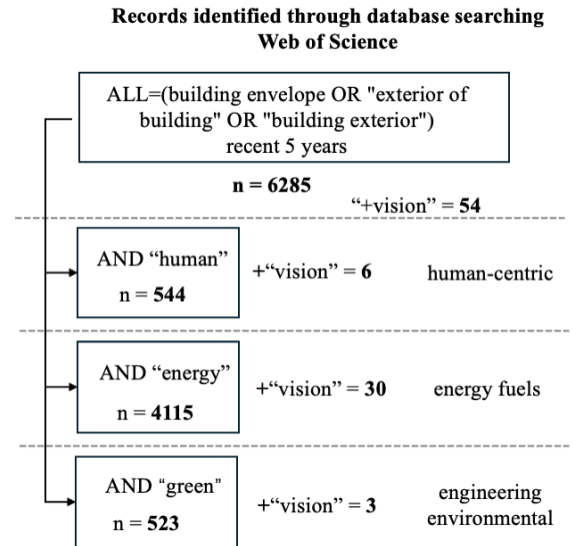 Records identified through database searching
Web of Science
ALL=(building envelope OR "exterior of
building" OR "building exterior")
recent 5 years
n = 6285
“+vision” = 54
AND “human”
n = 544
+“vision” = 6
human-centric
AND “energy”
n = 4115
+“vision” = 30
energy fuels
AND "green"
n = 523
+“vision” = 3
engineering
environmental